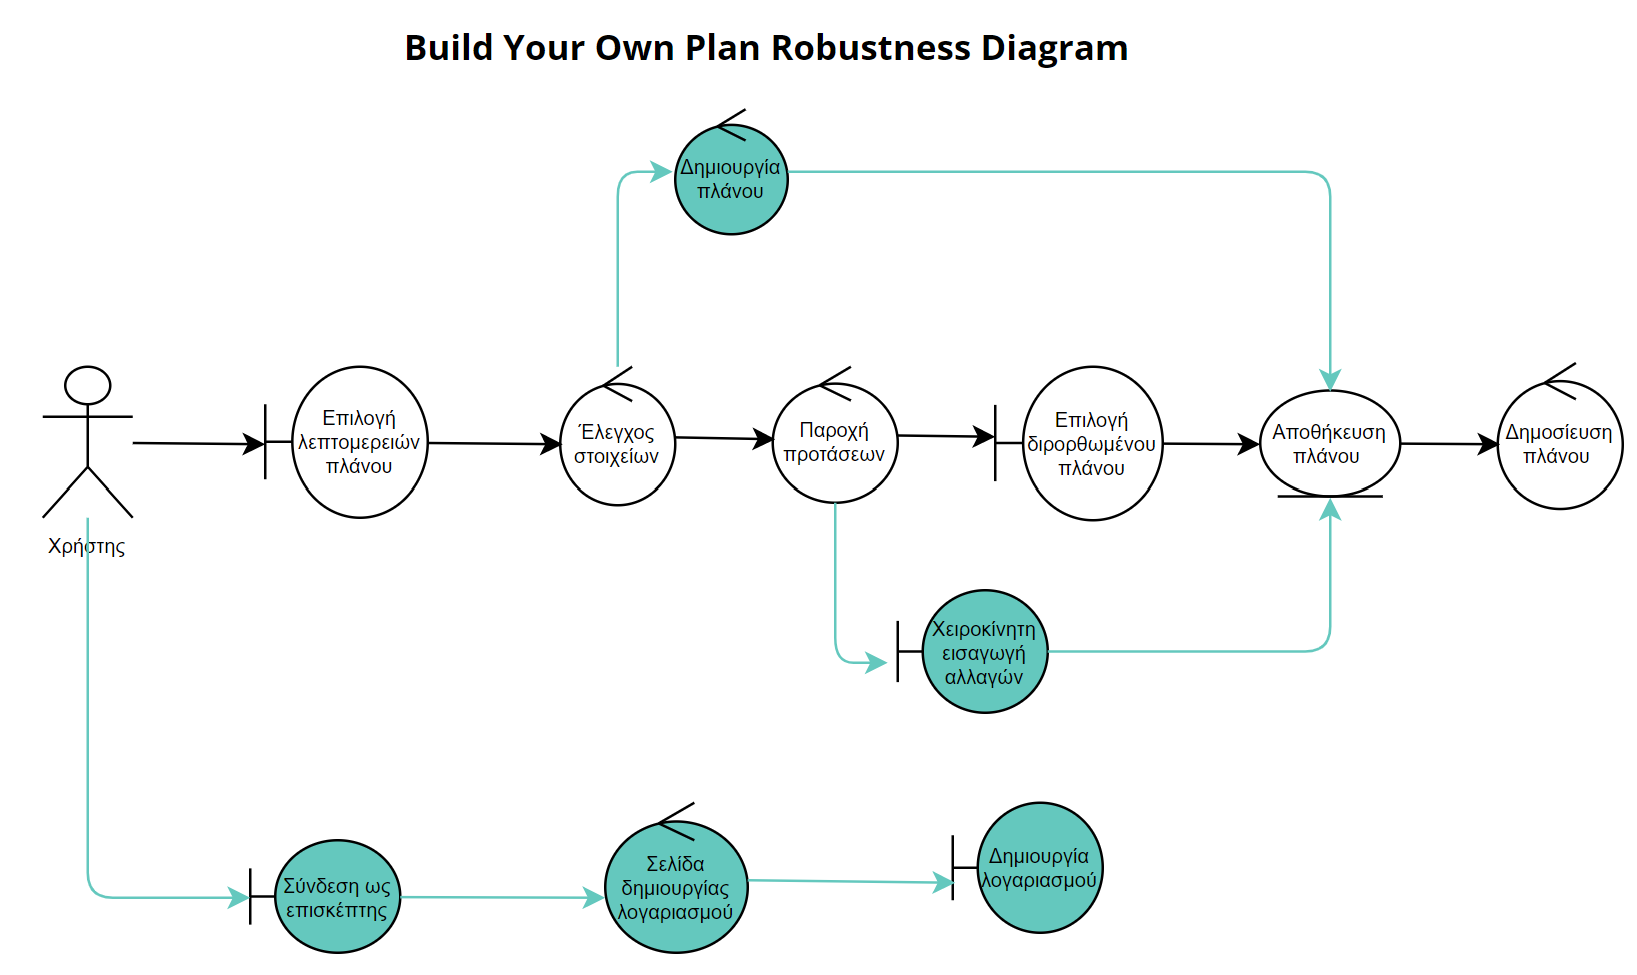 Build Your Own Plan Robustness Diagram
Δημιουργία
πλάνου
Επιλογή
λεπτομερειών
πλάνου
Έλεγχος
στοιχείων
Παροχή
προτάσεων
Επιλογή
διρορθωμένου
πλάνου
Αποθήκευση
πλάνου
Δημοσίευση
πλάνου
Χρήστης
Χειροκίνητη
εισαγωγή
αλλαγών
Σύνδεση ως
επισκέπτης
Σελίδα
δημιουργίας
λογαριασμού
Δημιουργία
λογαριασμού